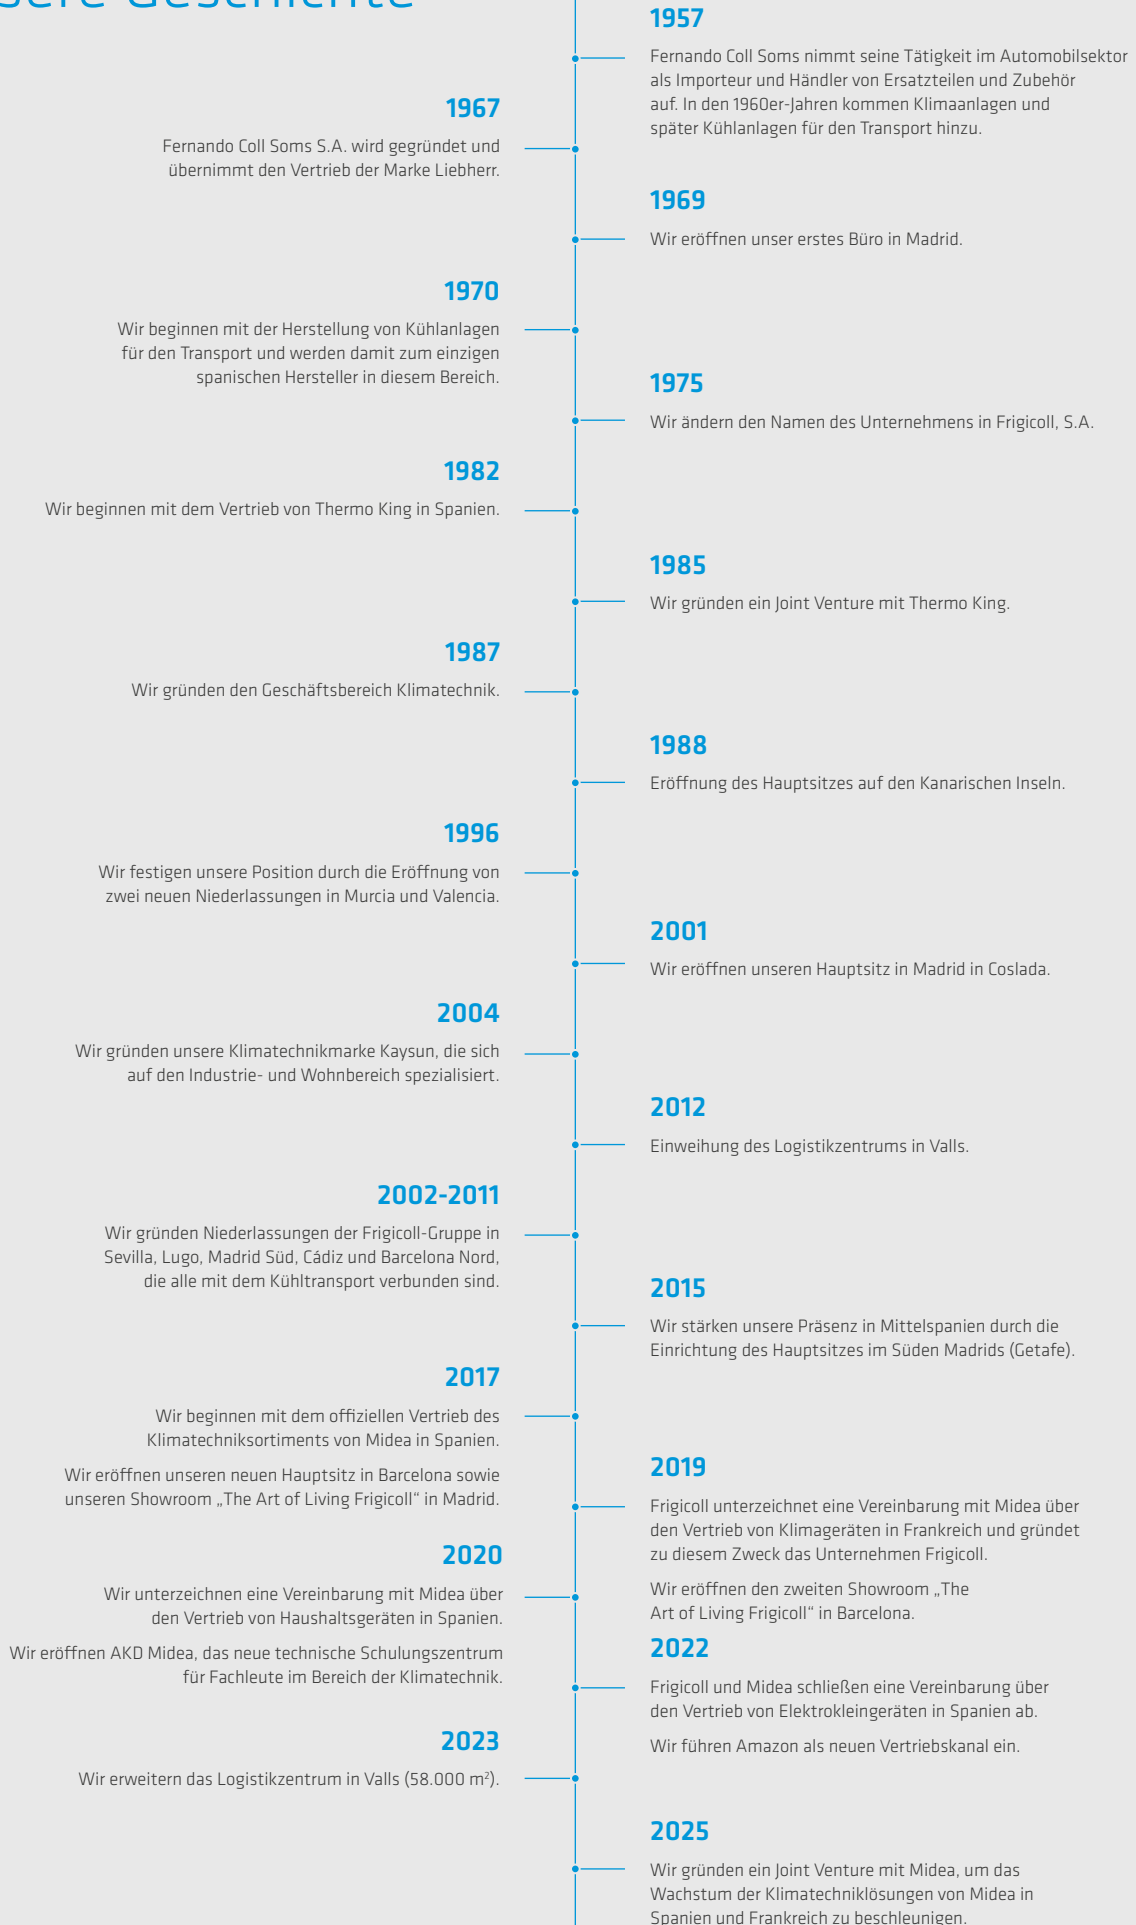 Geschichte
1957
Fernando Coll Soms nimmt seine Tätigkeit im Automobilsektor
als Importeur und Händler von Ersatzteilen und Zubehör
auf. In den 1960er-Jahren kommen Klimaanlagen und
später Kühlanlagen für den Transport hinzu.
1967
Fernando Coll Soms S.A. wird gegründet und
übernimmt den Vertrieb der Marke Liebherr.
1969
Wir eröffnen unser erstes Büro in Madrid.
1970
Wir beginnen mit der Herstellung von Kühlanlagen
für den Transport und werden damit zum einzigen
spanischen Hersteller in diesem Bereich.
1975
Wir ändern den Namen des Unternehmens in Frigicoll, S.A.
1982
Wir beginnen mit dem Vertrieb von Thermo King in Spanien.
1985
Wir gründen ein Joint Venture mit Thermo King.
1987
Wir gründen den Geschäftsbereich Klimatechnik.
1988
Eröffnung des Hauptsitzes auf den Kanarischen Inseln.
1996
Wir festigen unsere Position durch die Eröffnung von
zwei neuen Niederlassungen in Murcia und Valencia.
2001
Wir eröffnen unseren Hauptsitz in Madrid in Coslada.
2004
Wir gründen unsere Klimatechnikmarke Kaysun, die sich
auf den Industrie- und Wohnbereich spezialisiert.
2012
Einweihung des Logistikzentrums in Valls.
2002-2011
Wir gründen Niederlassungen der Frigicoll-Gruppe in
Sevilla, Lugo, Madrid Süd, Cádiz und Barcelona Nord,
die alle mit dem Kühltransport verbunden sind.
2015
Wir stärken unsere Präsenz in Mittelspanien durch die
Einrichtung des Hauptsitzes im Süden Madrids (Getafe).
2017
Wir beginnen mit dem offiziellen Vertrieb des
Klimatechniksortiments von Midea in Spanien.
Wir eröffnen unseren neuen Hauptsitz in Barcelona sowie
unseren Showroom „The Art of Living Frigicoll“ in Madrid.
2019
Frigicoll unterzeichnet eine Vereinbarung mit Midea über
den Vertrieb von Klimageräten in Frankreich und gründet
zu diesem Zweck das Unternehmen Frigicoll.
Wir eröffnen den zweiten Showroom „The
Art of Living Frigicoll“ in Barcelona.
2020
Wir unterzeichnen eine Vereinbarung mit Midea über
den Vertrieb von Haushaltsgeräten in Spanien.
Wir eröffnen AKD Midea, das neue technische Schulungszentrum
für Fachleute im Bereich der Klimatechnik.
2022
Frigicoll und Midea schließen eine Vereinbarung über
den Vertrieb von Elektrokleingeräten in Spanien ab.
Wir führen Amazon als neuen Vertriebskanal ein.
2023
Wir erweitern das Logistikzentrum in Valls (58.000 m²).
2025
Wir gründen ein Joint Venture mit Midea, um das
Wachstum der Klimatechniklösungen von Midea in
Spanien und Frankreich zu beschleunigen.